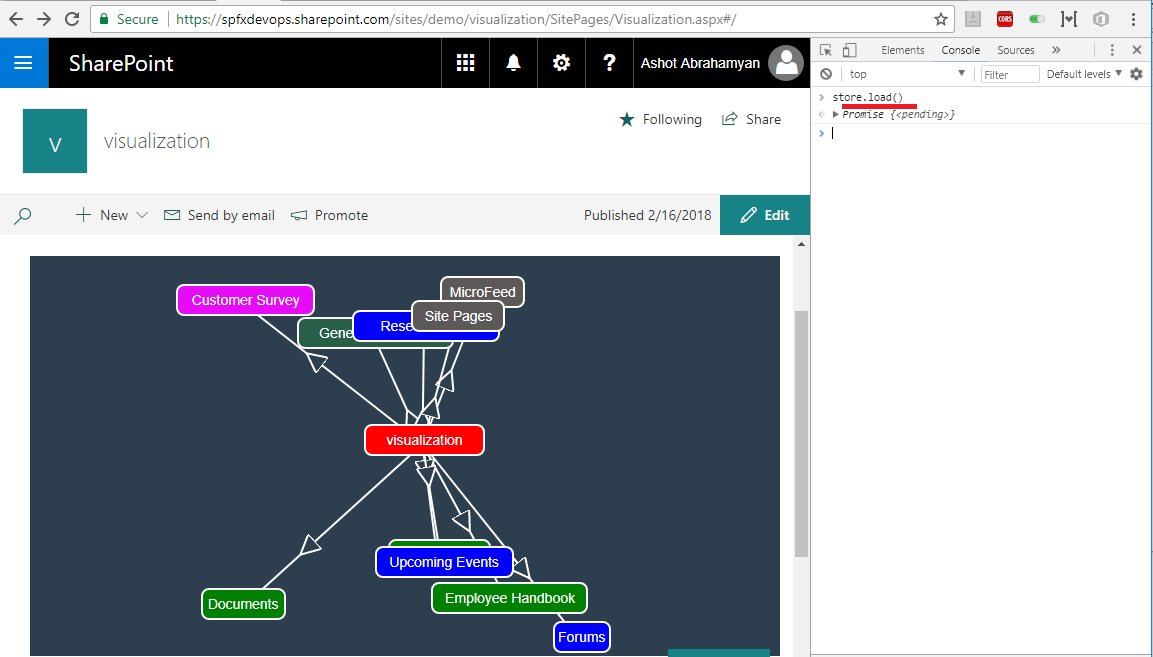 Secure
https://spfxdevops.sharepoint.com/sites/demo/visualization/SitePages/Visualization.aspx#/
CORS
SharePoint
?
Ashot Abrahamyan
Elements
Console
Sources
»
top
Filter
Default levels
store.load()
Promise {<pending>}
V
visualization
Following
Share
New
Send by email
Promote
Published 2/16/2018
Edit
MicroFeed
Customer Survey
Site Pages
Gene
Rese
visualization
Upcoming Events
Employee Handbook
Documents
Forums